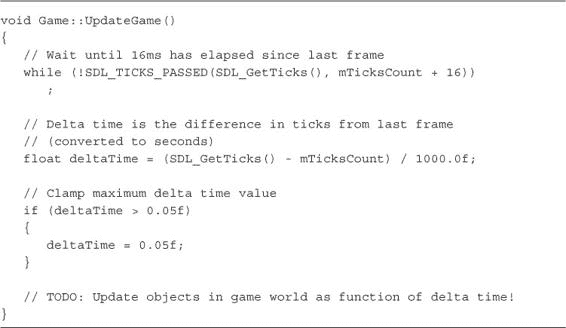 void Game::UpdateGame()
{
   // Wait until 16ms has elapsed since last frame
   while (!SDL_TICKS_PASSED(SDL_GetTicks(), mTicksCount + 16))
      ;

   // Delta time is the difference in ticks from last frame
   // (converted to seconds)
   float deltaTime = (SDL_GetTicks() - mTicksCount) / 1000.0f;

   // Clamp maximum delta time value
   if (deltaTime > 0.05f)
   {
      deltaTime = 0.05f;
   }

   // TODO: Update objects in game world as function of delta time!
}